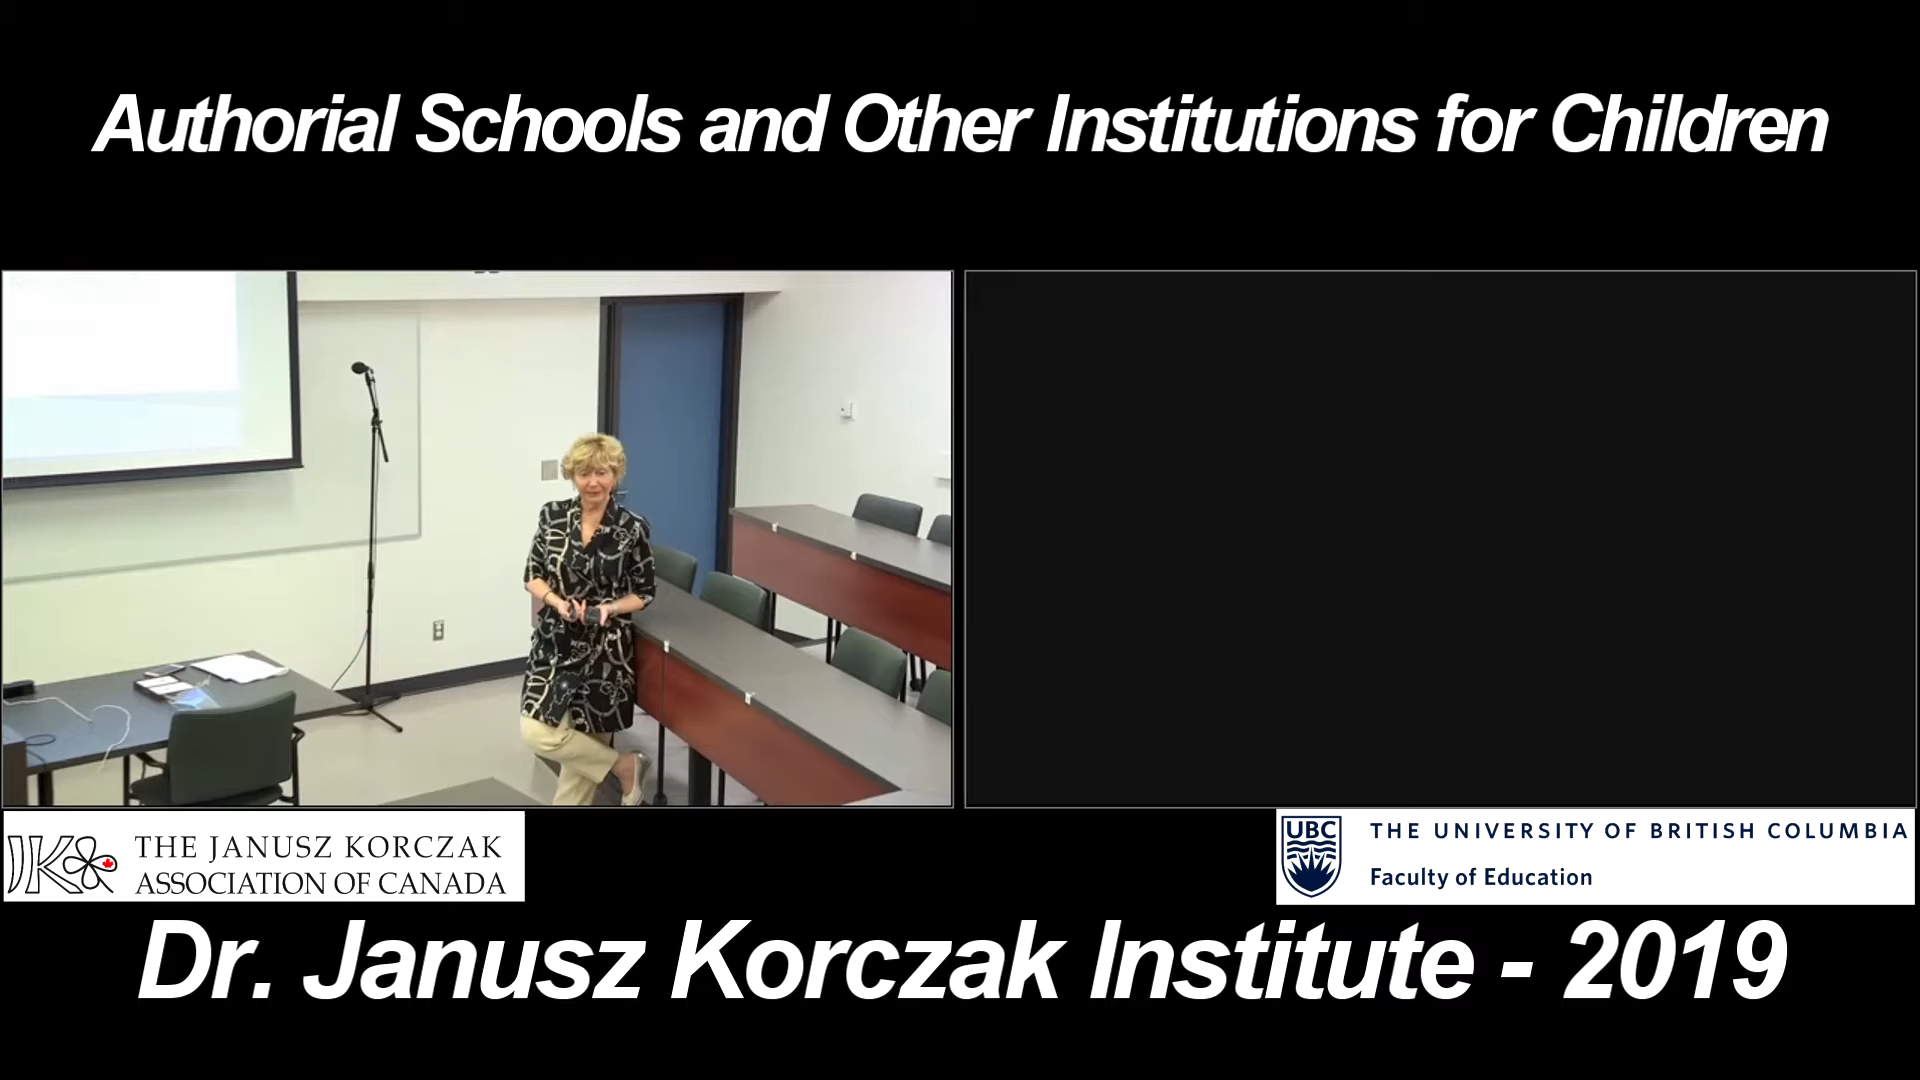 Authorial Schools and Other Institutions for Children
JK
THE JANUSZ KORCZAK
ASSOCIATION OF CANADA
UBC
THE UNIVERSITY OF BRITISH COLUMBIA
Faculty of Education
Dr. Janusz Korczak Institute - 2019